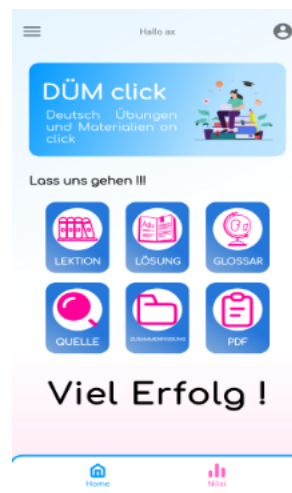 Hallo ax
DÜM click
Deutsch Übungen
und Materialien on
click
Lass uns gehen !!!
LEKTION
LÖSUNG
GLOSSAR
QUELLE
ZUSAMMENFASSUNG
PDF
Viel Erfolg !
Home
Nilai